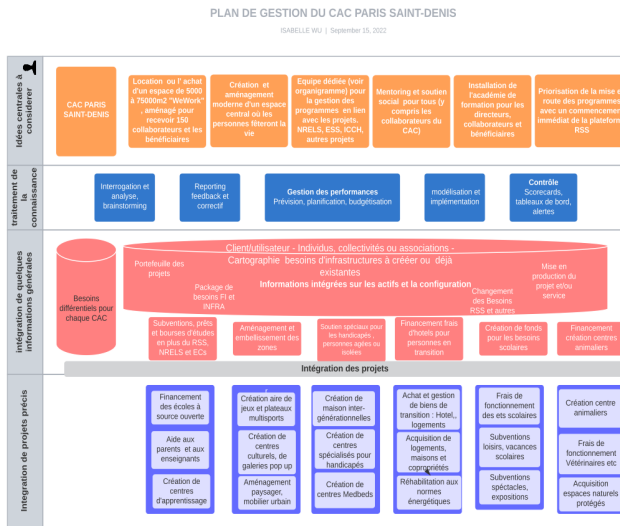 PLAN DE GESTION DU CAC PARIS SAINT-DENIS
ISABELLE WU | September 15, 2022
Idées centrales à
considérer
CAC PARIS
SAINT-DENIS
Location ou l' achat
d'un espace de 5000
à 75000m2 "WeWork"
, aménagé pour
recevoir 150
collaborateurs et les
bénéficiaires
Création et
aménagement
moderne d'un espace
central où les
personnes fêteront la
vie
Equipe dédiée (voir
organigramme) pour
la gestion des
programmes en lien
avec les projets.
NRELS, ESS, ICCH,
autres projets
Mentoring et soutien
social pour tous (y
compris les
collaborateurs du
CAC)
Installation de
l'académie de
formation pour les
directeurs,
collaborateurs et
bénéficiaires
Priorisation de la mise e
route des programmes
avec un commencemen
immédiat de la plateform
RSS
traitement de
la
connaissance
Interrogation et
analyse,
brainstorming
Reporting
feedback et
correctif
Gestion des performances
Prévision, planification, budgétisation
modélisation et
implémentation
Contrôle
Scorecards,
tableaux de bord,
alertes
intégration de quelques
informations générales
Besoins
différentiels pour
chaque CAC
Client/utilisateur - Individus, collectivités ou associations -
Cartographie besoins d'infrastructures à crééer ou déjà
existantes
Informations intégrées sur les actifs et la configuration
Portefeuille des
projets
Package de
besoins FI et
INFRA
Changement
des Besoins
RSS et autres
Mise en
production du
projet et/ou
service
Subventions, prêts
et bourses d'études
en plus du RSS,
NRELS et ECs
Aménagement et
embellissement des
zones
Soutien spéciaux pour
les handicapés ,
personnes agées ou
isolées
Financement frais
d'hotels pour
personnes en
transition
Création de fonds
pour les besoins
scolaires
Financement
création centres
animaliers
Intégration des projets
Integration de projets précis
Financement
des écoles à
source ouverte
Aide aux
parents et aux
enseignants
Création de
centres
d'apprentissage
Création aire de
jeux et plateaux
multisports
Création de
centres
culturels, de
galeries pop up
Aménagement
paysager,
mobilier urbain
Création de
maison inter-
générationnelle
Création de
centres
spécialisés pour
handicapés
Création de
centres Medbeds
Achat et gestion
de biens de
transition : Hotel,,
logements
Acquisition de
logements,
maisons et
copropriétés
Réhabilitation aux
normes
énergétiques
Frais de
fonctionnement
des ets scolaires
Subventions
loisirs, vacances
scolaires
Subventions
spéctacles,
expositions
Création centre
animaliers
Frais de
fonctionnement
Vétérinaires etc
Acquisition
espaces naturels
protégés